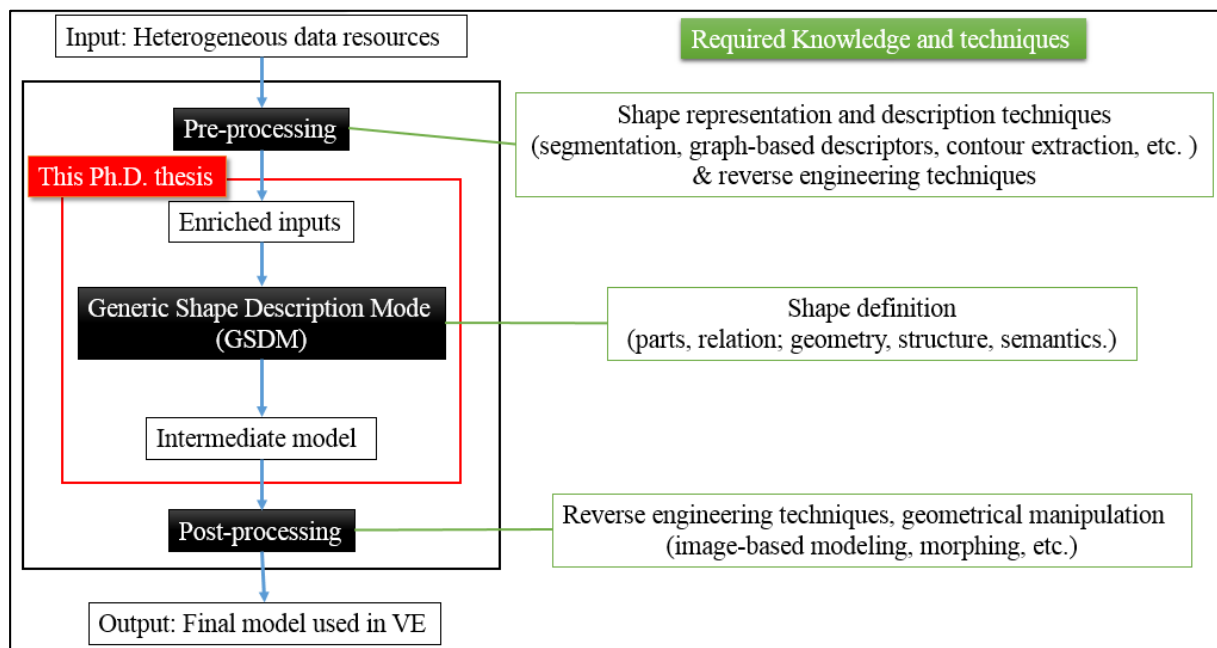 Input: Heterogeneous data resources
Required Knowledge and techniques
Pre-processing
Shape representation and description techniques
(segmentation, graph-based descriptors, contour extraction, etc. )
& reverse engineering techniques
This Ph.D. thesis
Enriched inputs
Generic Shape Description Mode
(GSDM)
Shape definition
(parts, relation; geometry, structure, semantics.)
Intermediate model
Post-processing
Reverse engineering techniques, geometrical manipulation
(image-based modeling, morphing, etc.)
Output: Final model used in VE